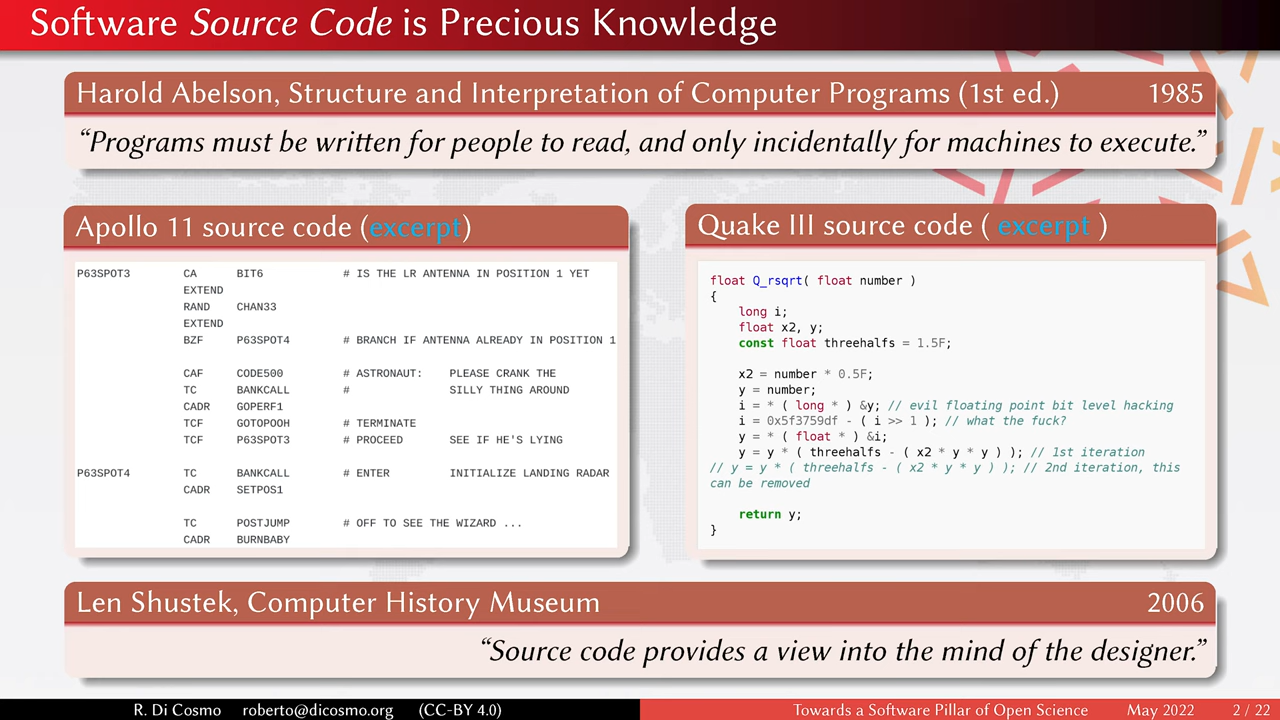 Software Source Code is Precious Knowledge
Harold Abelson, Structure and Interpretation of Computer Programs (1st ed.) 1985
“Programs must be written for people to read, and only incidentally for machines to execute.”
Apollo 11 source code (excerpt)
P63SPOT3 CA BIT6 # IS THE LR ANTENNA IN POSITION 1 YET
EXTEND
RAND CHAN33
EXTEND
BZF P63SPOT4 # BRANCH IF ANTENNA ALREADY IN POSITION 1
CAF CODE500 # ASTRONAUT: PLEASE CRANK THE
TC BANKCALL # SILLY THING AROUND
CADR GOPERF1
TCF GOTOPOOH # TERMINATE
TCF P63SPOT3 # PROCEED SEE IF HE'S LYING
P63SPOT4 TC BANKCALL # ENTER INITIALIZE LANDING RADAR
CADR SETPOS1
TC POSTJUMP # OFF TO SEE THE WIZARD ...
CADR BURNBABY
Quake III source code ( excerpt )
float Q_rsqrt( float number )
{
long i;
float x2, y;
const float threehalfs = 1.5F;
x2 = number * 0.5F;
y = number;
i = * ( long * ) &y; // evil floating point bit level hacking
i = 0x5f3759df - ( i >> 1 ); // what the fuck?
y = * ( float * ) &i;
y = y * ( threehalfs - ( x2 * y * y ) ); // 1st iteration
// y = y * ( threehalfs - ( x2 * y * y ) ); // 2nd iteration, this
can be removed
return y;
}
Len Shustek, Computer History Museum 2006
“Source code provides a view into the mind of the designer.”
R. Di Cosmo roberto@dicosmo.org (CC-BY 4.0) Towards a Software Pillar of Open Science May 2022 2 / 22